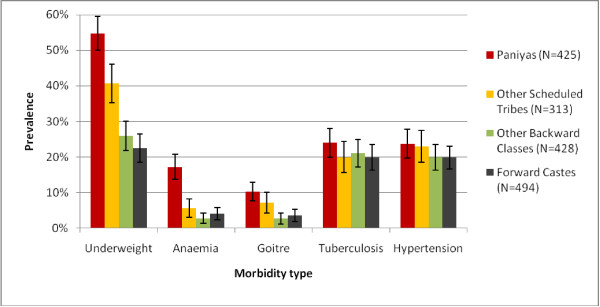 60%
50%
40%
30%
20%
10%
0%
Prevalence
Underweight
Anaemia
Goitre
Tuberculosis
Hypertension
Morbidity type
Paniyas (N=425)
Other Scheduled
Tribes (N=313)
Other Backward
Classes (N=428)
Forward Castes
(N=494)